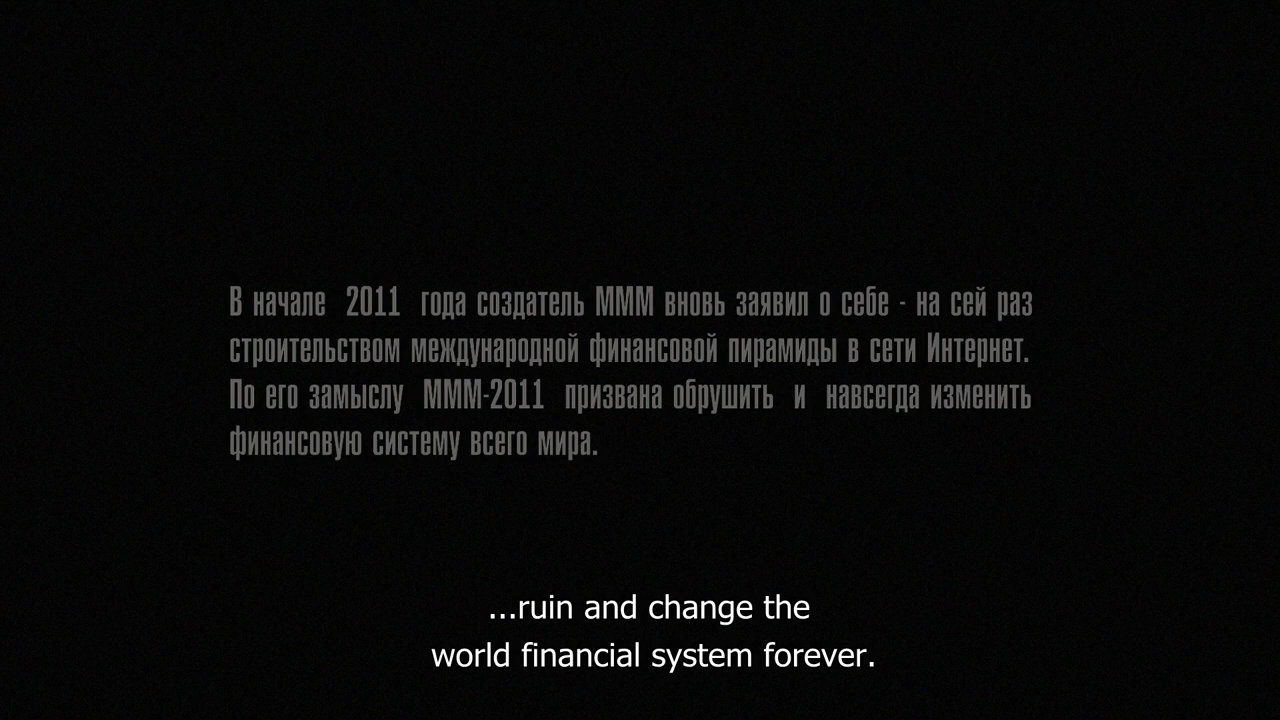 В начале 2011 года создатель МММ вновь заявил о себе - на сей раз
строительством международной финансовой пирамиды в сети Интернет.
По его замыслу МММ-2011 призвана обрушить и навсегда изменить
финансовую систему всего мира.
...ruin and change the
world financial system forever.